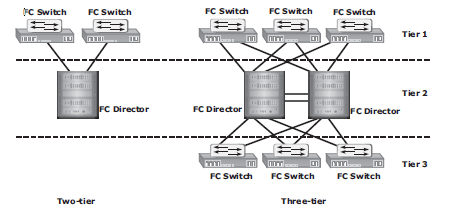 FC Switch FC Switch FC Switch FC Switch FC Switch
Tier 1
Tier 2
FC Director FC Director FC Director
Tier 3
FC Switch FC Switch FC Switch
Two-tier Three-tier